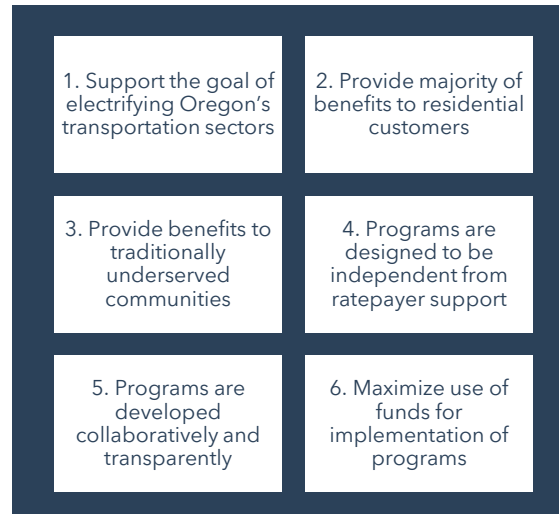 1. Support the goal of
electrifying Oregon's
transportation sectors
2. Provide majority of
benefits to residential
customers
3. Provide benefits to
traditionally
underserved
communities
4. Programs are
designed to be
independent from
ratepayer support
5. Programs are
developed
collaboratively and
transparently
6. Maximize use of
funds for
implementation of
programs